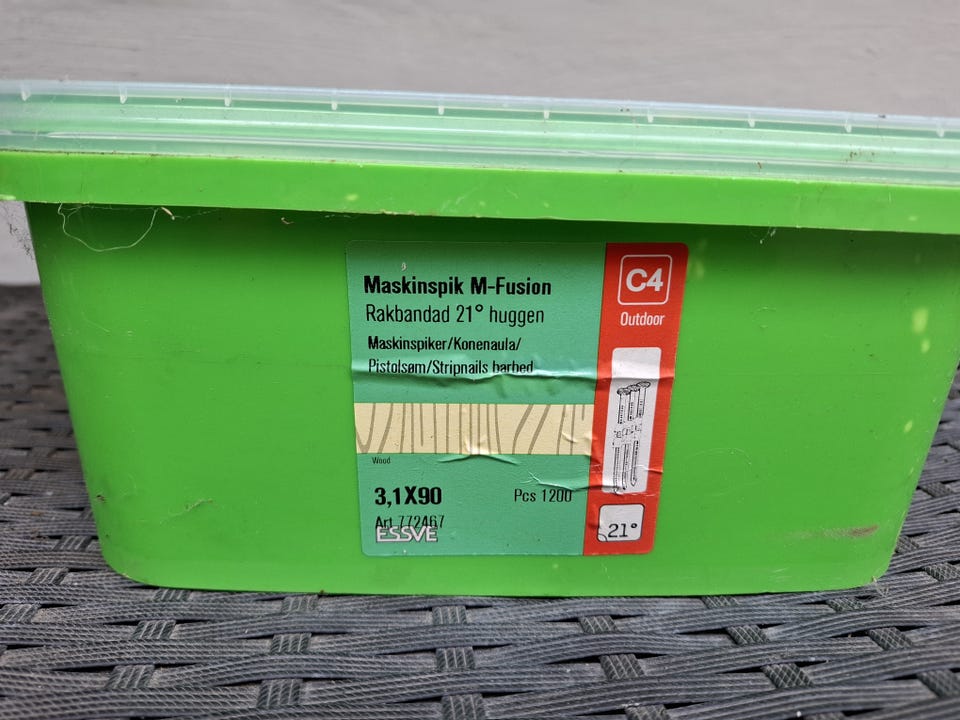 Maskinspik M-Fusion
Rakbandad 21° huggen
Maskinspiker/Konenaula/
Pistolsøm/Stripnails barbed
Wood
3,1X90
Pcs 1200
Art 772467
ESSVE
C4
Outdoor
21°